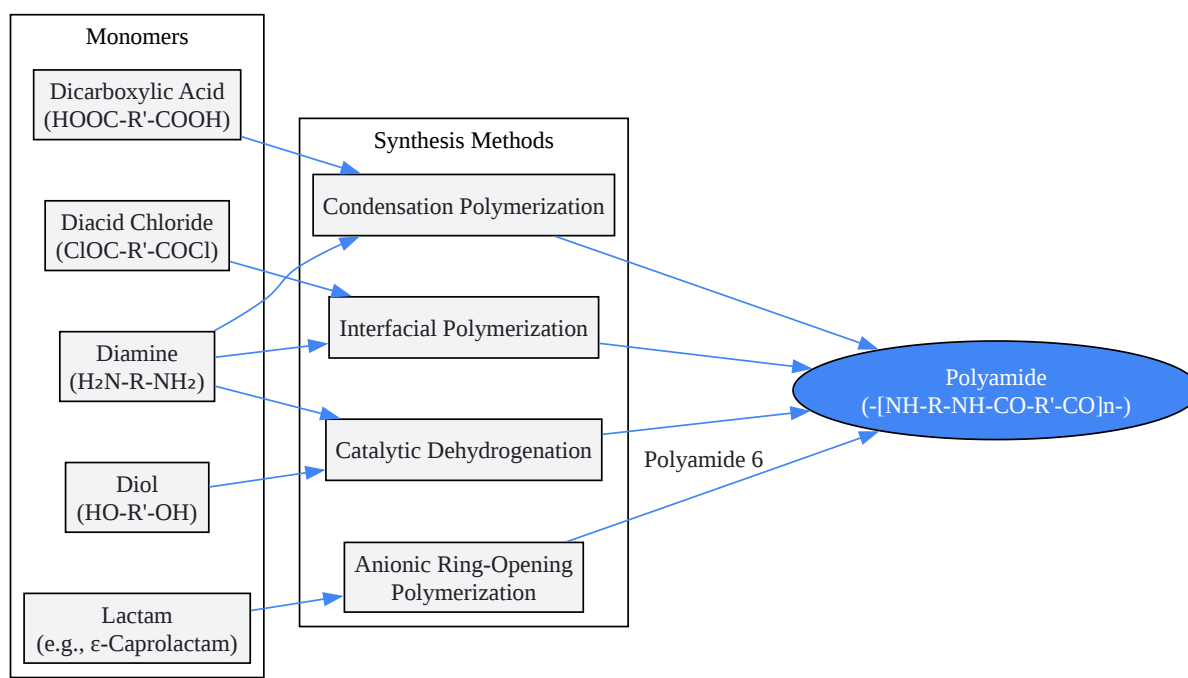 Monomers
Dicarboxylic Acid
(HOOC-R'-COOH)
Diacid Chloride
(ClOC-R'-COCl)
Diamine
(H₂N-R-NH₂)
Diol
(HO-R'-OH)
Lactam
(e.g., ε-Caprolactam)
Synthesis Methods
Condensation Polymerization
Interfacial Polymerization
Catalytic Dehydrogenation
Anionic Ring-Opening
Polymerization
Polyamide 6
Polyamide
(-[NH-R-NH-CO-R'-CO]n-)